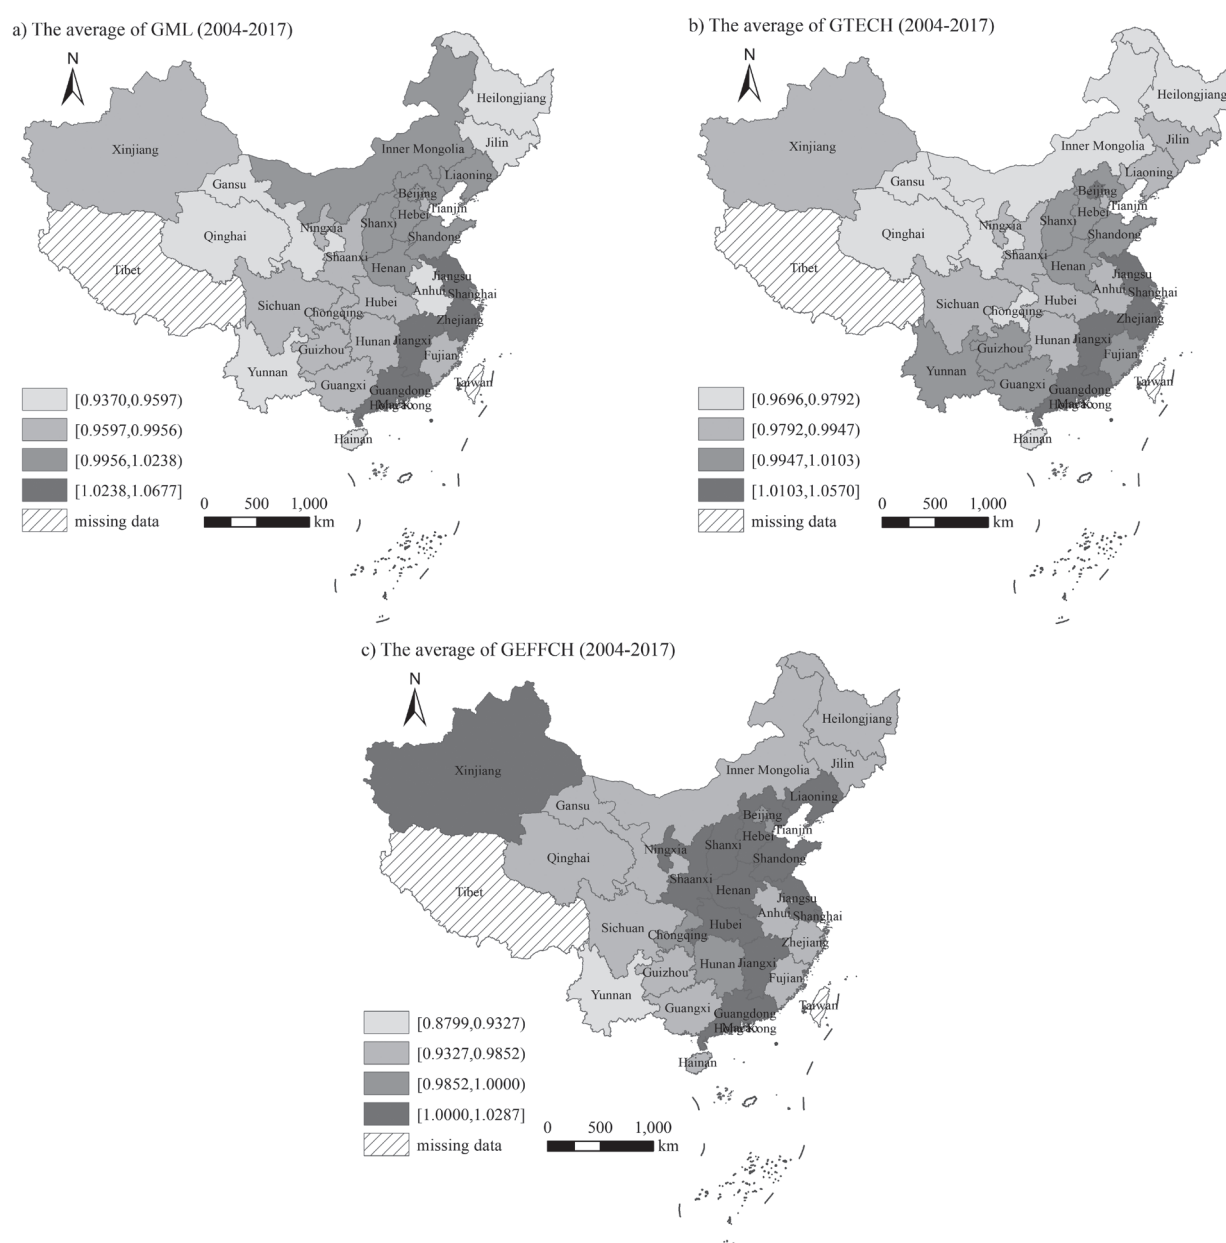 a) The average of GML (2004-2017)
N
Heilongjiang
Jilin
Xinjiang
Inner Mongolia
Liaoning
Gansu
Beijing
Hebei
Tianjin
Ningxia
Shanxi
Qinghai
Shandong
Shaanxi
Tibet
Henan
Jiangsu
Anhui
Shanghai
Sichuan
Hubei
Chongqing
Zhejiang
Hunan
Jiangxi
Guizhou
Fujian
Yunnan
Guangxi
Guangdong
Taiwan
Hong Kong
Hainan
[0.9370,0.9597)
[0.9597,0.9956)
[0.9956,1.0238)
[1.0238,1.0677]
missing data
0 500 1,000
km
b) The average of GTECH (2004-2017)
N
Heilongjiang
Jilin
Xinjiang
Inner Mongolia
Liaoning
Gansu
Beijing
Hebei
Tianjin
Ningxia
Shanxi
Qinghai
Shandong
Shaanxi
Tibet
Henan
Jiangsu
Anhui
Shanghai
Sichuan
Hubei
Chongqing
Zhejiang
Hunan
Jiangxi
Guizhou
Fujian
Yunnan
Guangxi
Guangdong
Taiwan
Hong Kong
Hainan
[0.9696,0.9792)
[0.9792,0.9947)
[0.9947,1.0103)
[1.0103,1.0570]
missing data
0 500 1,000
km
c) The average of GEFFCH (2004-2017)
N
Heilongjiang
Jilin
Xinjiang
Inner Mongolia
Liaoning
Gansu
Beijing
Hebei
Tianjin
Ningxia
Shanxi
Qinghai
Shandong
Shaanxi
Tibet
Henan
Jiangsu
Anhui
Shanghai
Sichuan
Hubei
Chongqing
Zhejiang
Hunan
Jiangxi
Guizhou
Fujian
Yunnan
Guangxi
Guangdong
Taiwan
Hong Kong
Hainan
[0.8799,0.9327)
[0.9327,0.9852)
[0.9852,1.0000)
[1.0000,1.0287]
missing data
0 500 1,000
km